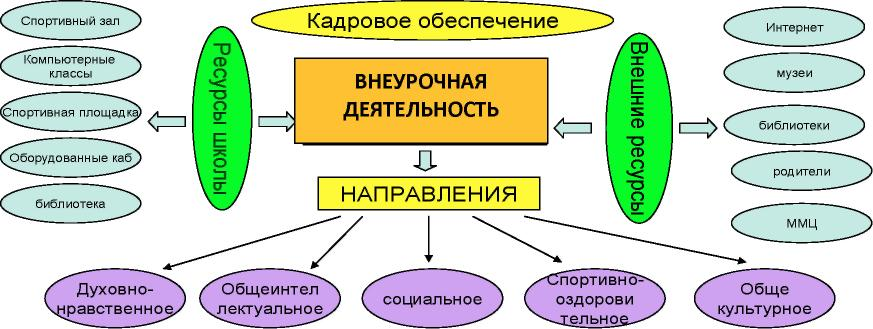 Кадровое обеспечение
Спортивный зал
Компьютерные
классы
Спортивная площадка
Оборудованные каб
библиотека
Ресурсы школы
ВНЕУРОЧНАЯ
ДЕЯТЕЛЬНОСТЬ
Внешние ресурсы
Интернет
музеи
библиотеки
родители
ММЦ
НАПРАВЛЕНИЯ
Духовно-
нравственное
Общеинтел
лектуальное
социальное
Спортивно-
оздорови
тельное
Обще
культурное